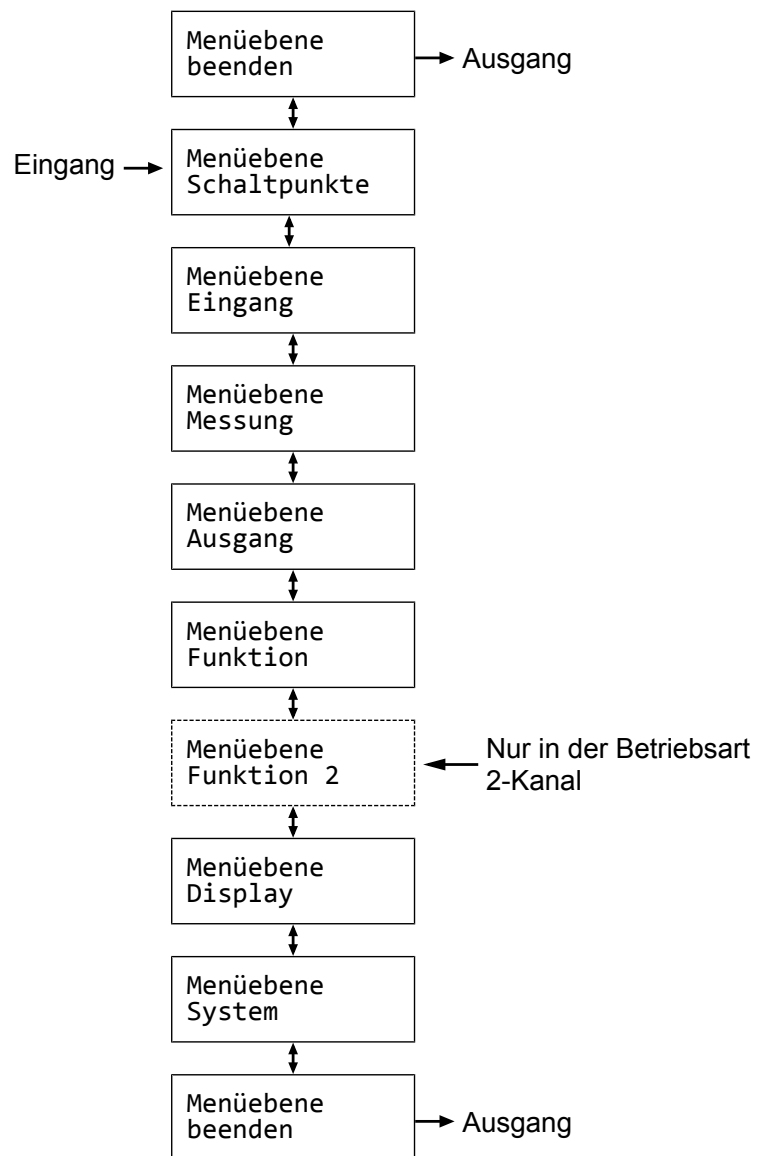 Menüebene
beenden
Ausgang
Eingang
Menüebene
Schaltpunkte
Menüebene
Eingang
Menüebene
Messung
Menüebene
Ausgang
Menüebene
Funktion
Menüebene
Funktion 2
Nur in der Betriebsart
2-Kanal
Menüebene
Display
Menüebene
System
Menüebene
beenden
Ausgang